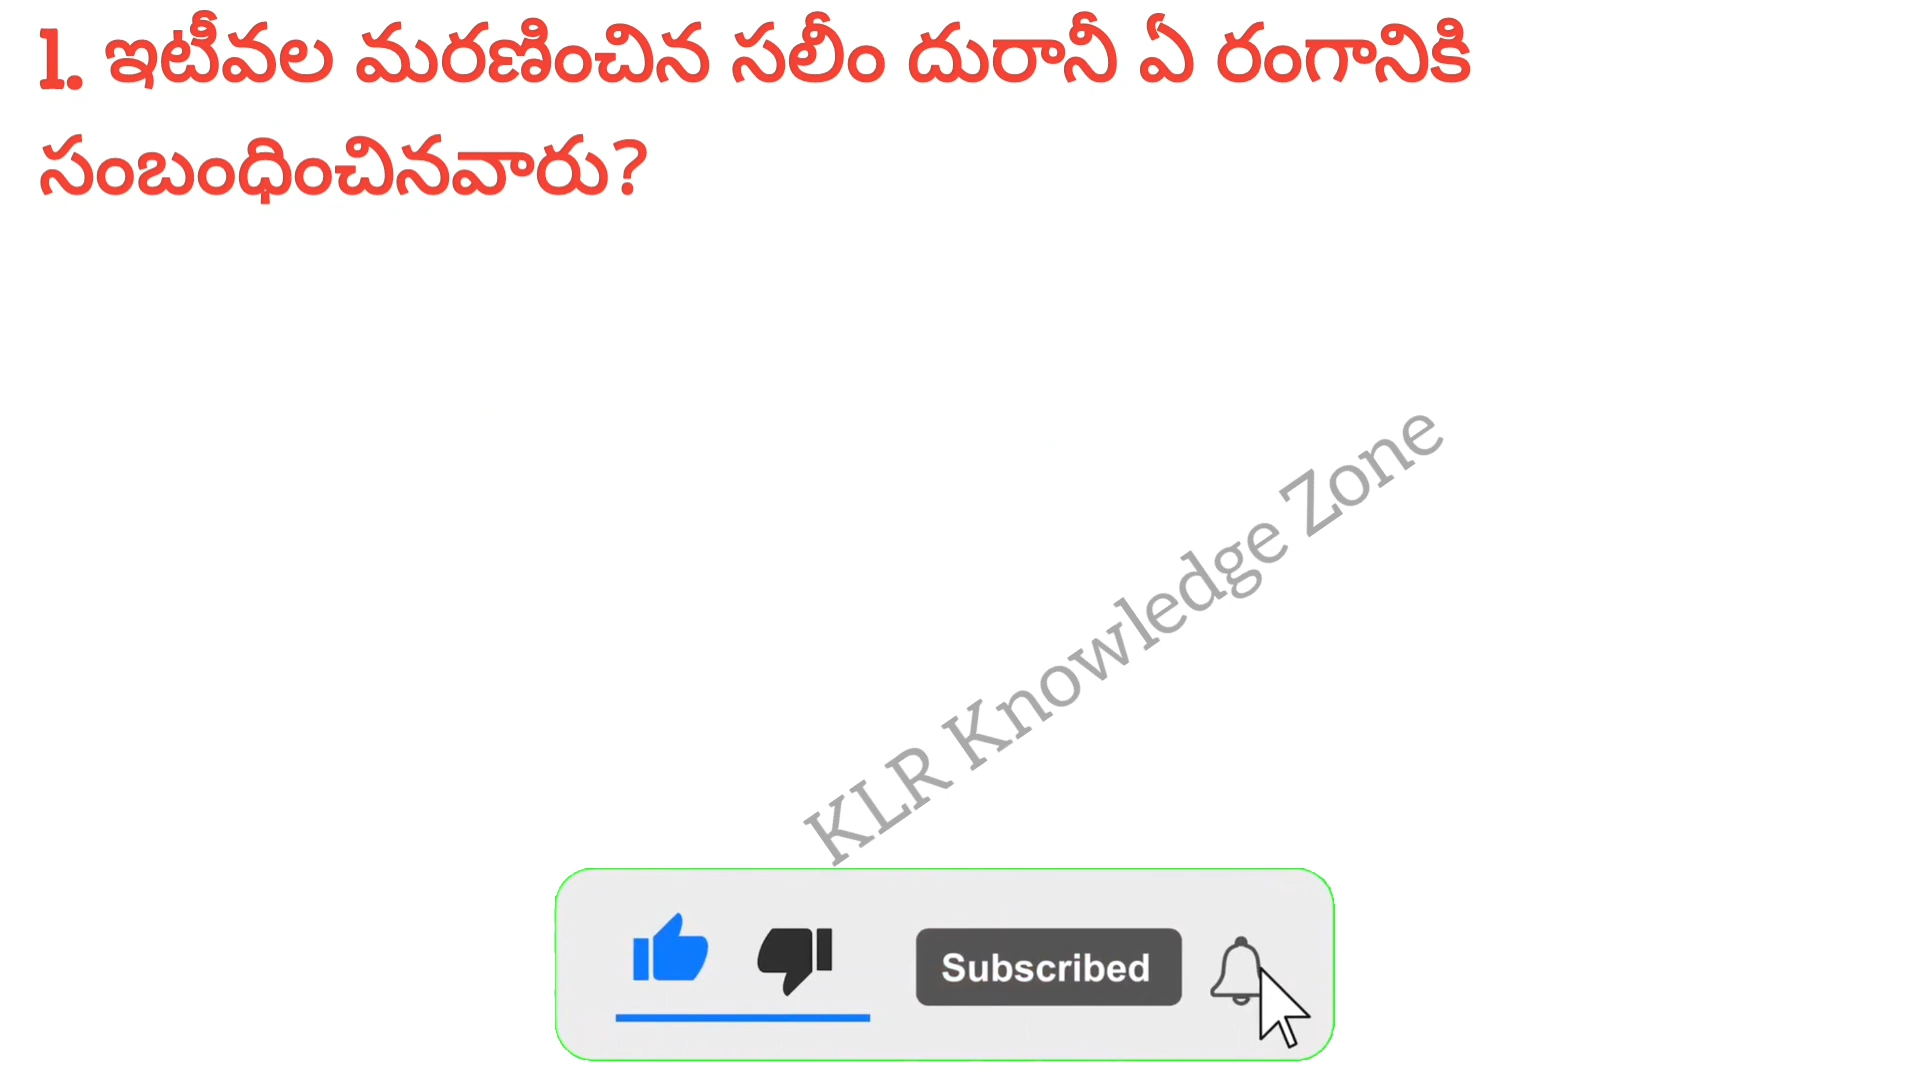 1. ఇటీవల మరణించిన సలీం దురానీ ఏ రంగానికి
సంబంధించినవారు?
KLR Knowledge Zone
Subscribed